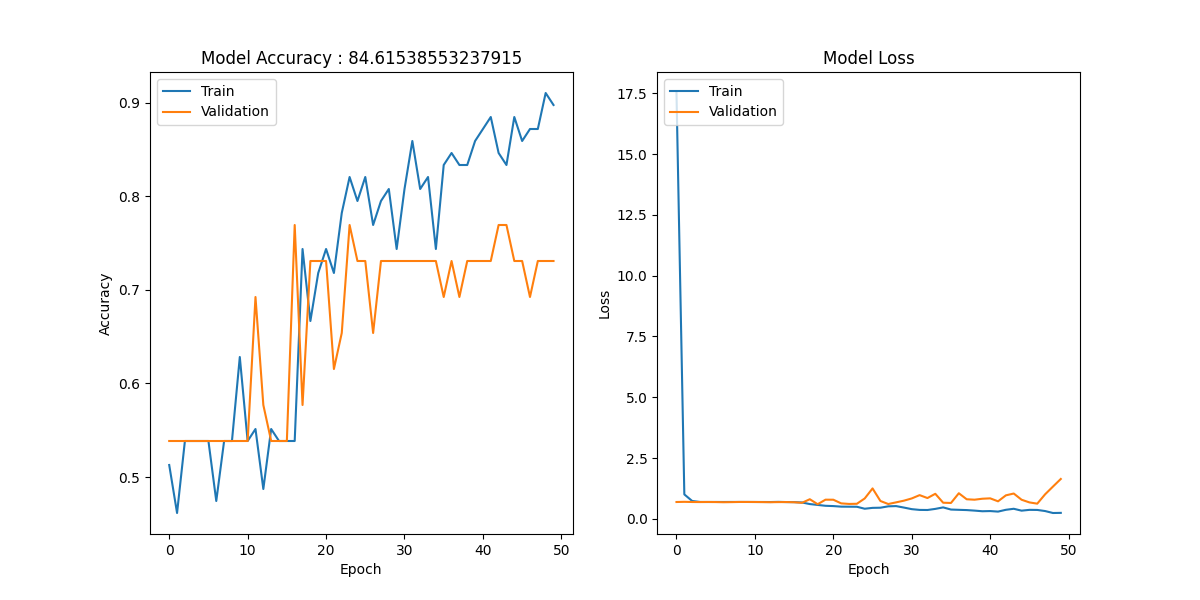 Model Accuracy : 84.61538553237915
Train
Validation
0.9
0.8
0.7
0.6
0.5
Accuracy
0 10 20 30 40 50
Epoch
Model Loss
Train
Validation
17.5
15.0
12.5
10.0
7.5
5.0
2.5
0.0
Loss
0 10 20 30 40 50
Epoch